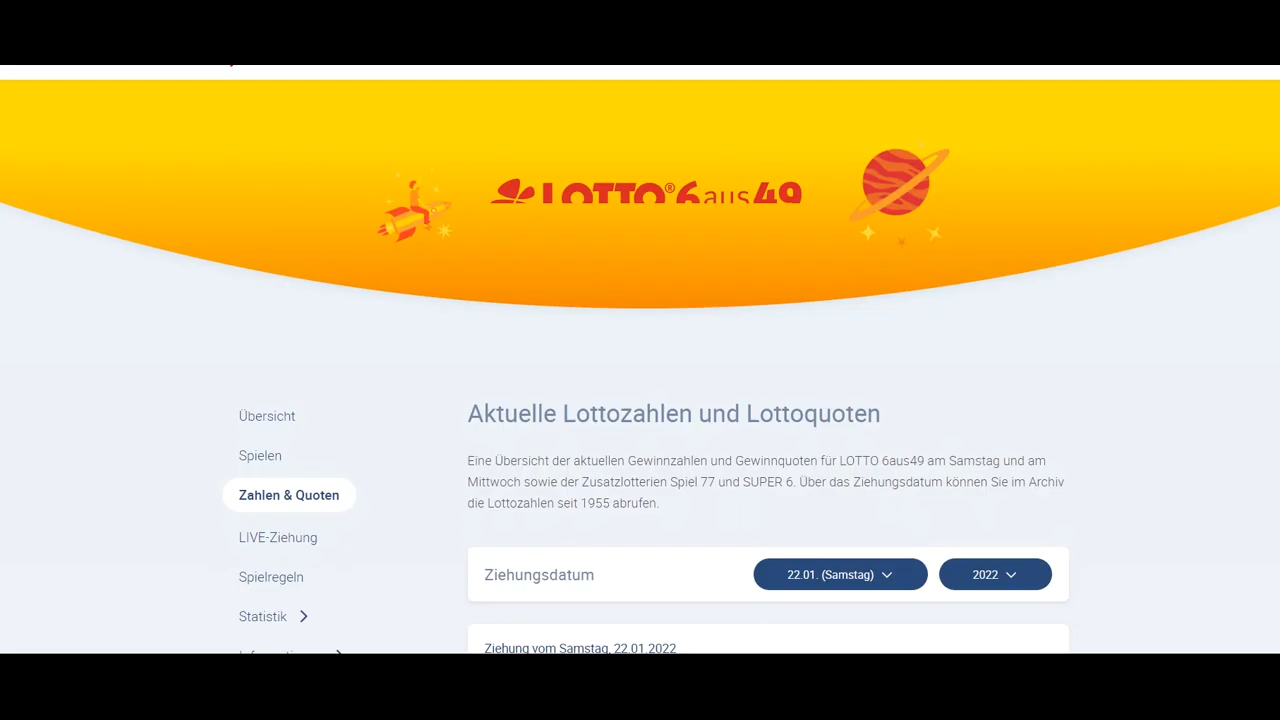 LOTTO® 6aus49
Übersicht
Spielen
Zahlen & Quoten
LIVE-Ziehung
Spielregeln
Statistik
Aktuelle Lottozahlen und Lottoquoten
Eine Übersicht der aktuellen Gewinnzahlen und Gewinnquoten für LOTTO 6aus49 am Samstag und am
Mittwoch sowie der Zusatzlotterien Spiel 77 und SUPER 6. Über das Ziehungsdatum können Sie im Archiv
die Lottozahlen seit 1955 abrufen.
Ziehungsdatum 22.01. (Samstag) 2022
Ziehung vom Samstag, 22.01.2022